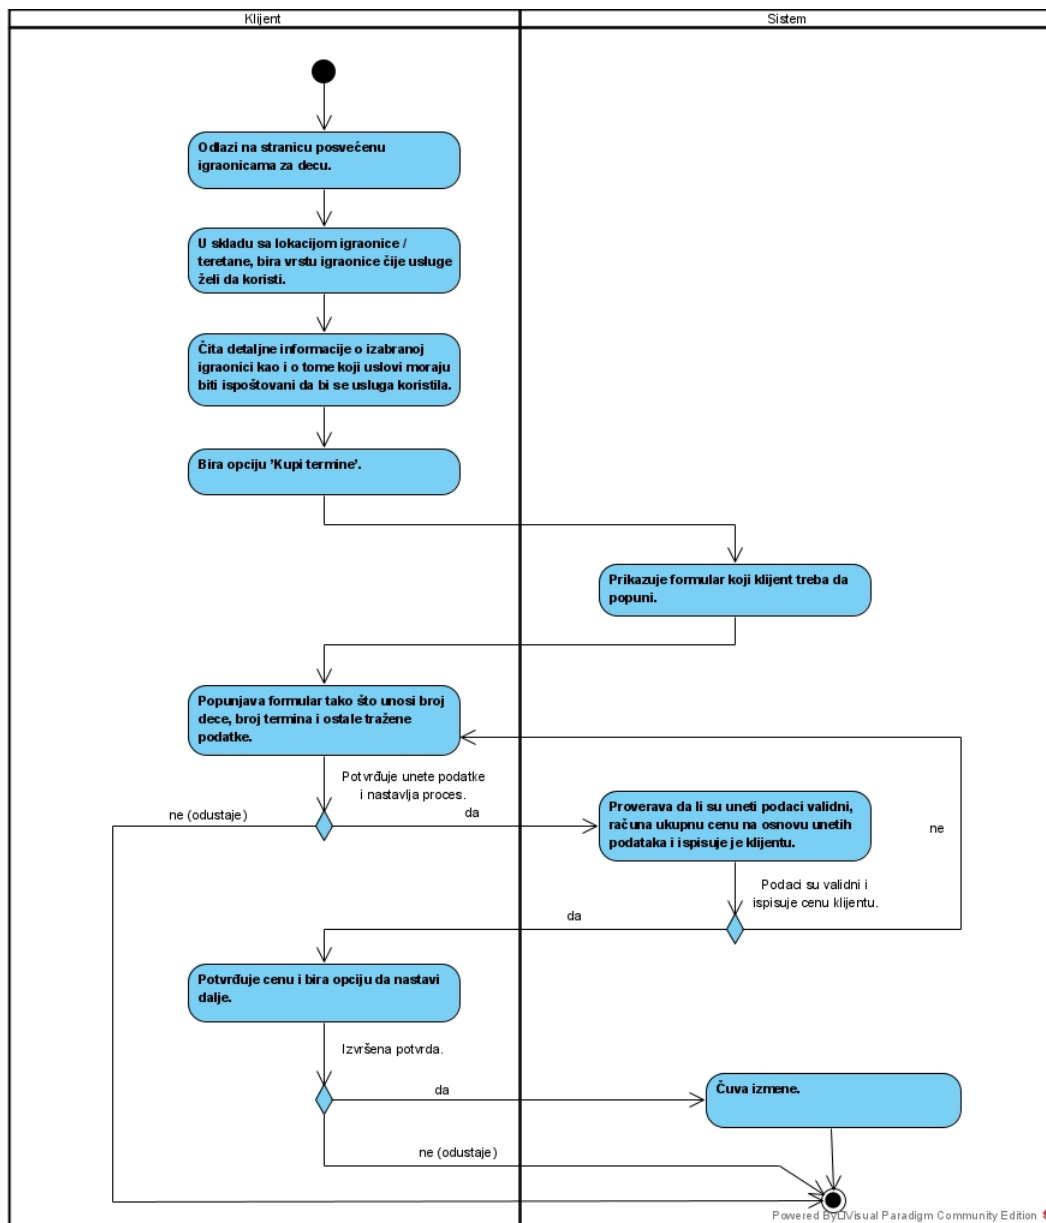 Klijent
Sistem
Odlazi na stranicu posvećenu
igraonicama za decu.
U skladu sa lokacijom igraonice /
teretane, bira vrstu igraonice čije usluge
želi da koristi.
Čita detaljne informacije o izabranoj
igraonici kao i o tome koji uslovi moraju
biti ispoštovani da bi se usluga koristila.
Bira opciju 'Kupi termine'.
Prikazuje formular koji klijent treba da
popuni.
Popunjava formular tako što unosi broj
dece, broj termina i ostale tražene
podatke.
Potvrđuje unete podatke
i nastavlja proces.
ne (odustaje)
da
Proverava da li su uneti podaci validni,
računa ukupnu cenu na osnovu unetih
podataka i ispisuje je klijentu.
ne
Podaci su validni i
ispisuje cenu klijentu.
da
Potvrđuje cenu i bira opciju da nastavi
dalje.
Izvršena potvrda.
da
Čuva izmene.
ne (odustaje)
Powered By□Visual Paradigm Community Edition